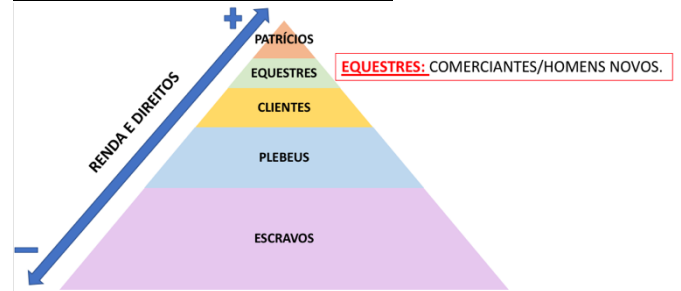 +
PATRÍCIOS
EQUESTRES
EQUESTRES: COMERCIANTES/HOMENS NOVOS.
CLIENTES
RENDA E DIREITOS
PLEBEUS
ESCRAVOS
−